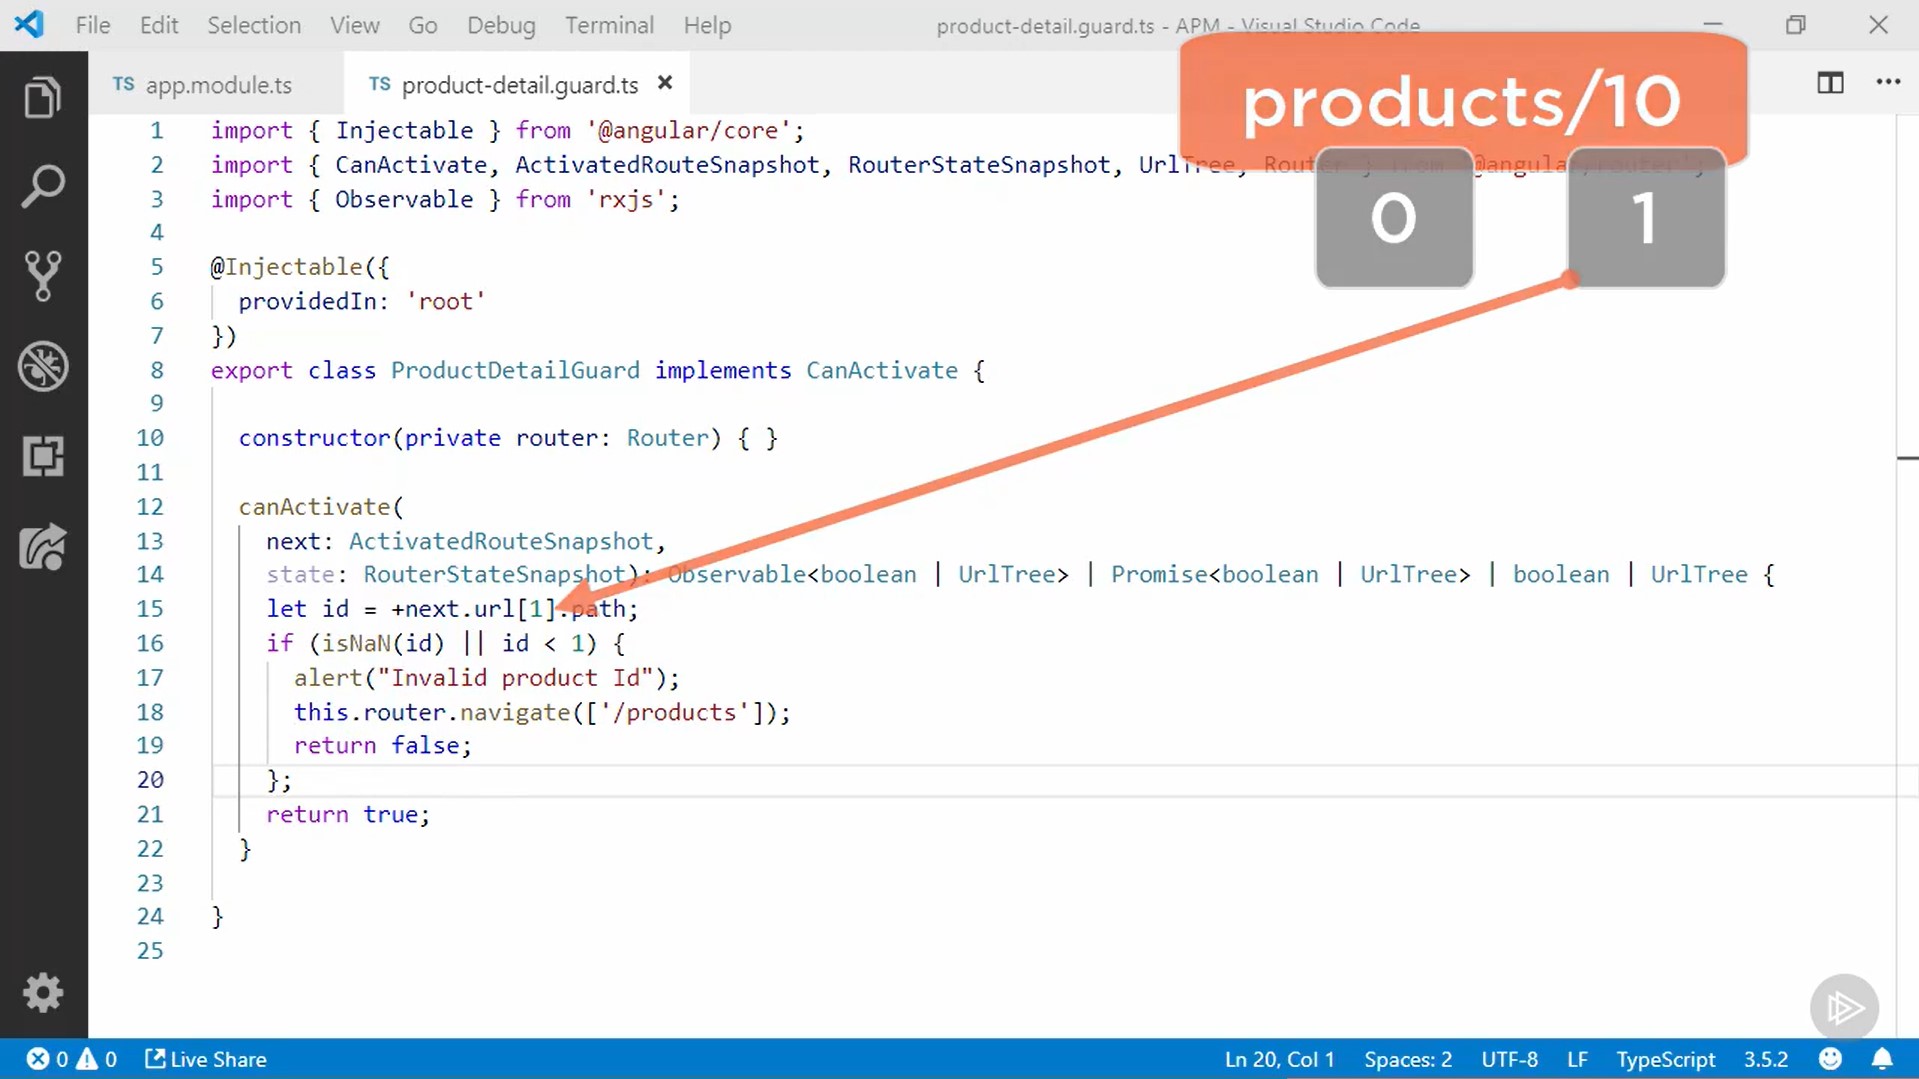 File Edit Selection View Go Debug Terminal Help product-detail.guard.ts - APM - Visual Studio Code
TS app.module.ts TS product-detail.guard.ts
products/10
0 1
1 import { Injectable } from '@angular/core';
2 import { CanActivate, ActivatedRouteSnapshot, RouterStateSnapshot, UrlTree, Router } from '@angular/router';
3 import { Observable } from 'rxjs';
4
5 @Injectable({
6 providedIn: 'root'
7 })
8 export class ProductDetailGuard implements CanActivate {
9
10 constructor(private router: Router) { }
11
12 canActivate(
13 next: ActivatedRouteSnapshot,
14 state: RouterStateSnapshot): Observable<boolean | UrlTree> | Promise<boolean | UrlTree> | boolean | UrlTree {
15 let id = +next.url[1].path;
16 if (isNaN(id) || id < 1) {
17 alert("Invalid product Id");
18 this.router.navigate(['/products']);
19 return false;
20 };
21 return true;
22 }
23
24 }
25
0 0 Live Share Ln 20, Col 1 Spaces: 2 UTF-8 LF TypeScript 3.5.2